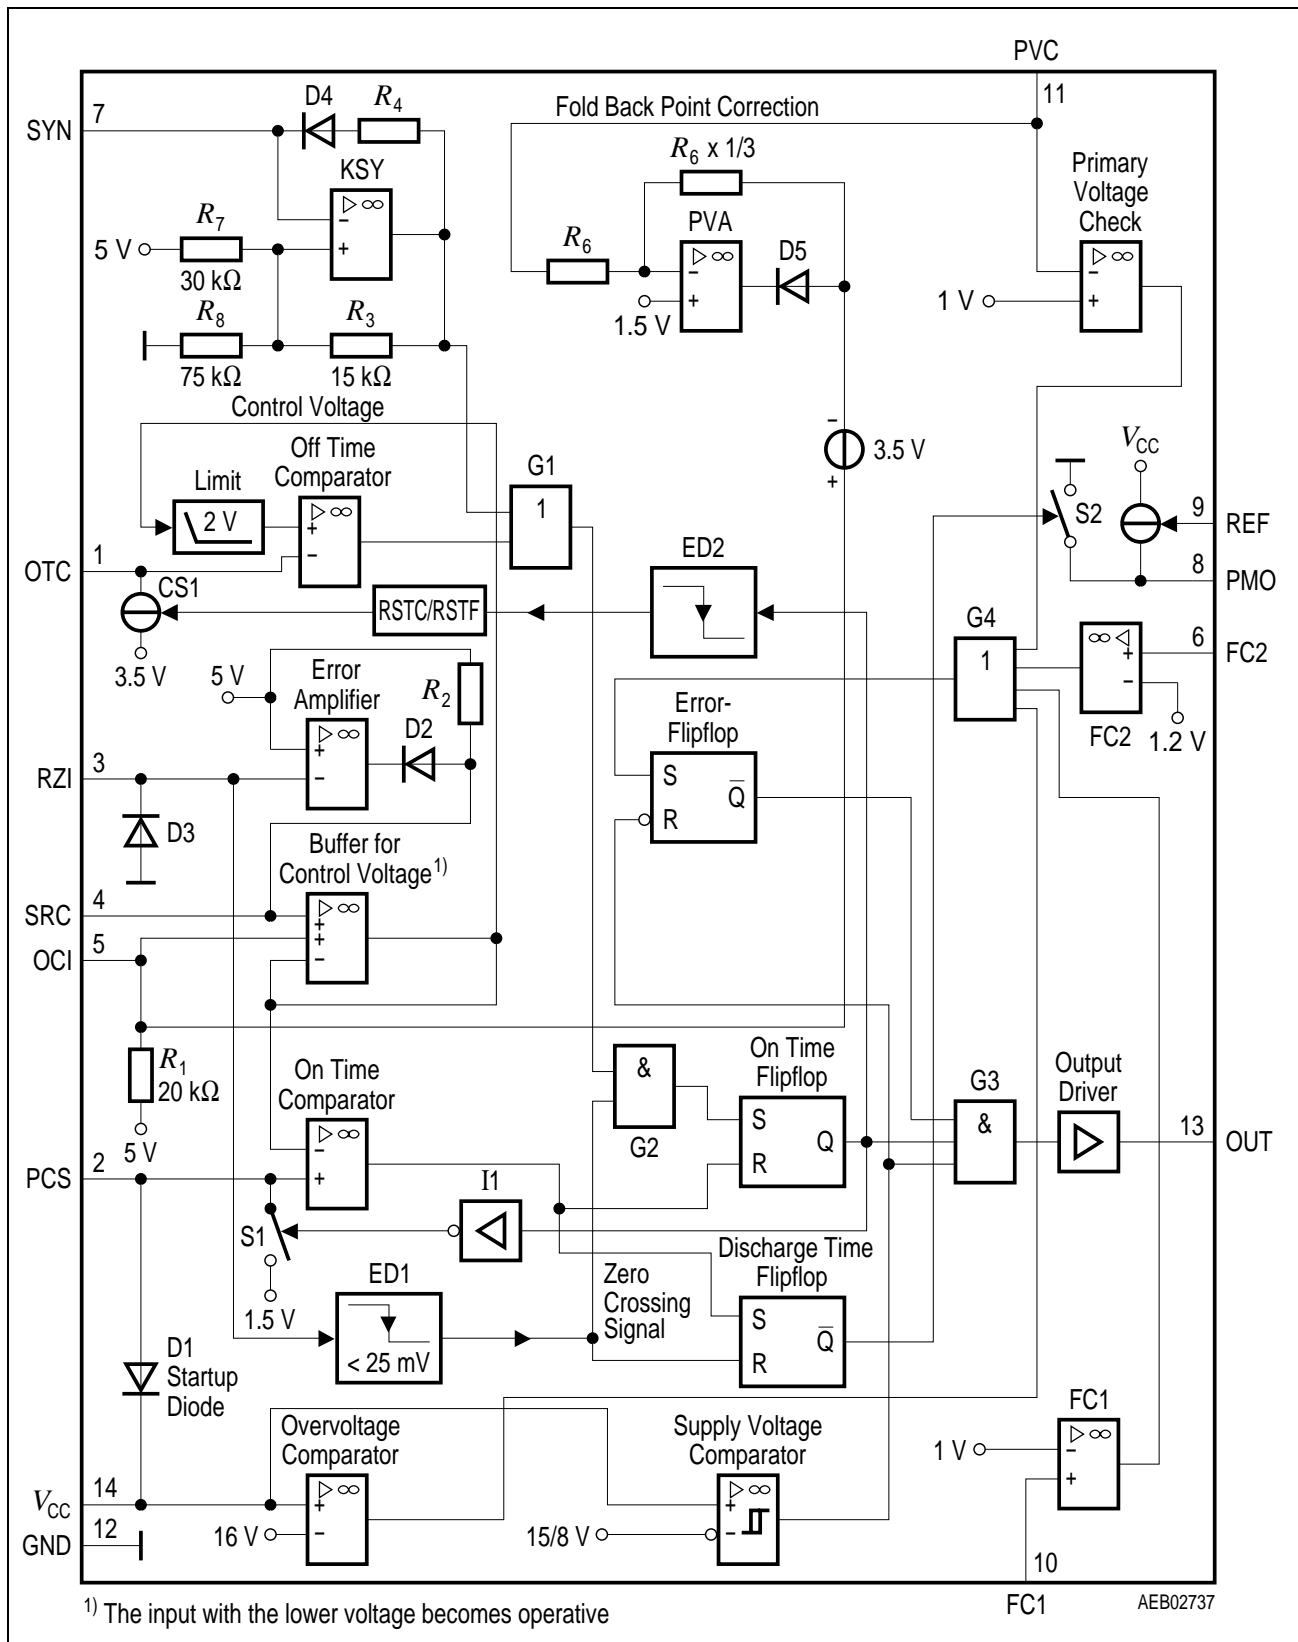 PVC
11
7
SYN
D4
R4
Fold Back Point Correction
R6 x 1/3
Primary
Voltage
Check
KSY
▷ ∞
−
+
R7
5 V
30 kΩ
R6
PVA
▷ ∞
−
+
1.5 V
D5
▷ ∞
−
+
1 V
R8
75 kΩ
R3
15 kΩ
Control Voltage
Off Time
Comparator
Limit
2 V
▷ ∞
+
−
G1
1
−
3.5 V
+
VCC
S2
9
REF
8
PMO
1
OTC
CS1
3.5 V
RSTC/RSTF
ED2
G4
1
∞ ◁
+
−
FC2
6
FC2
1.2 V
5 V
Error
Amplifier
▷ ∞
+
−
D2
R2
Error-
Flipflop
S
R
Q̅
3
RZI
D3
Buffer for
Control Voltage1)
▷ ∞
+
+
−
4
SRC
5
OCI
R1
20 kΩ
5 V
On Time
Comparator
▷ ∞
−
+
&
G2
On Time
Flipflop
S
R
Q
G3
&
Output
Driver
13
OUT
2
PCS
S1
1.5 V
I1
ED1
< 25 mV
Zero
Crossing
Signal
Discharge Time
Flipflop
S
R
Q̅
D1
Startup
Diode
Overvoltage
Comparator
▷ ∞
+
−
16 V
Supply Voltage
Comparator
▷ ∞
+
−
15/8 V
FC1
▷ ∞
−
+
1 V
14
VCC
12
GND
10
FC1
1) The input with the lower voltage becomes operative
AEB02737